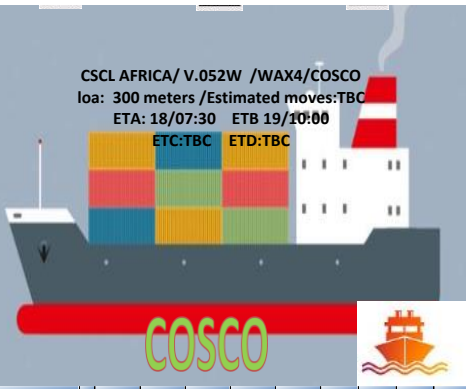 CSCL AFRICA/ V.052W /WAX4/COSCO
loa: 300 meters /Estimated moves:TBC
ETA: 18/07:30 ETB 19/10:00
ETC:TBC ETD:TBC
COSCO